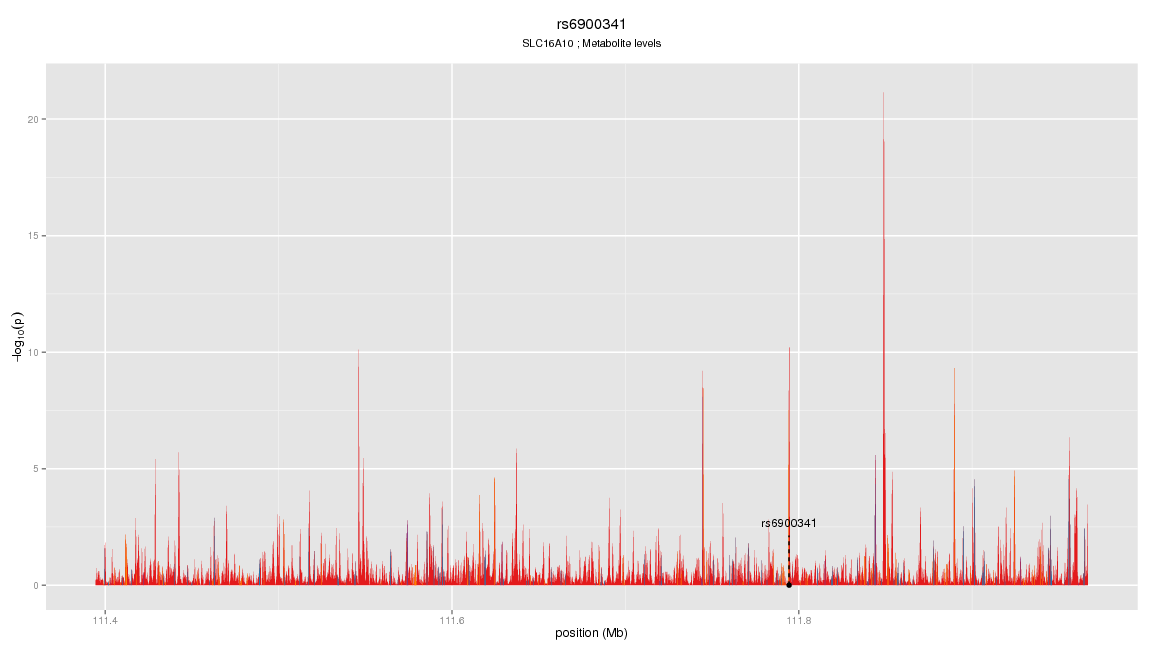 rs6900341
SLC16A10 ; Metabolite levels
20
15
10
5
0
−log10(p)
rs6900341
111.4
111.6
111.8
position (Mb)